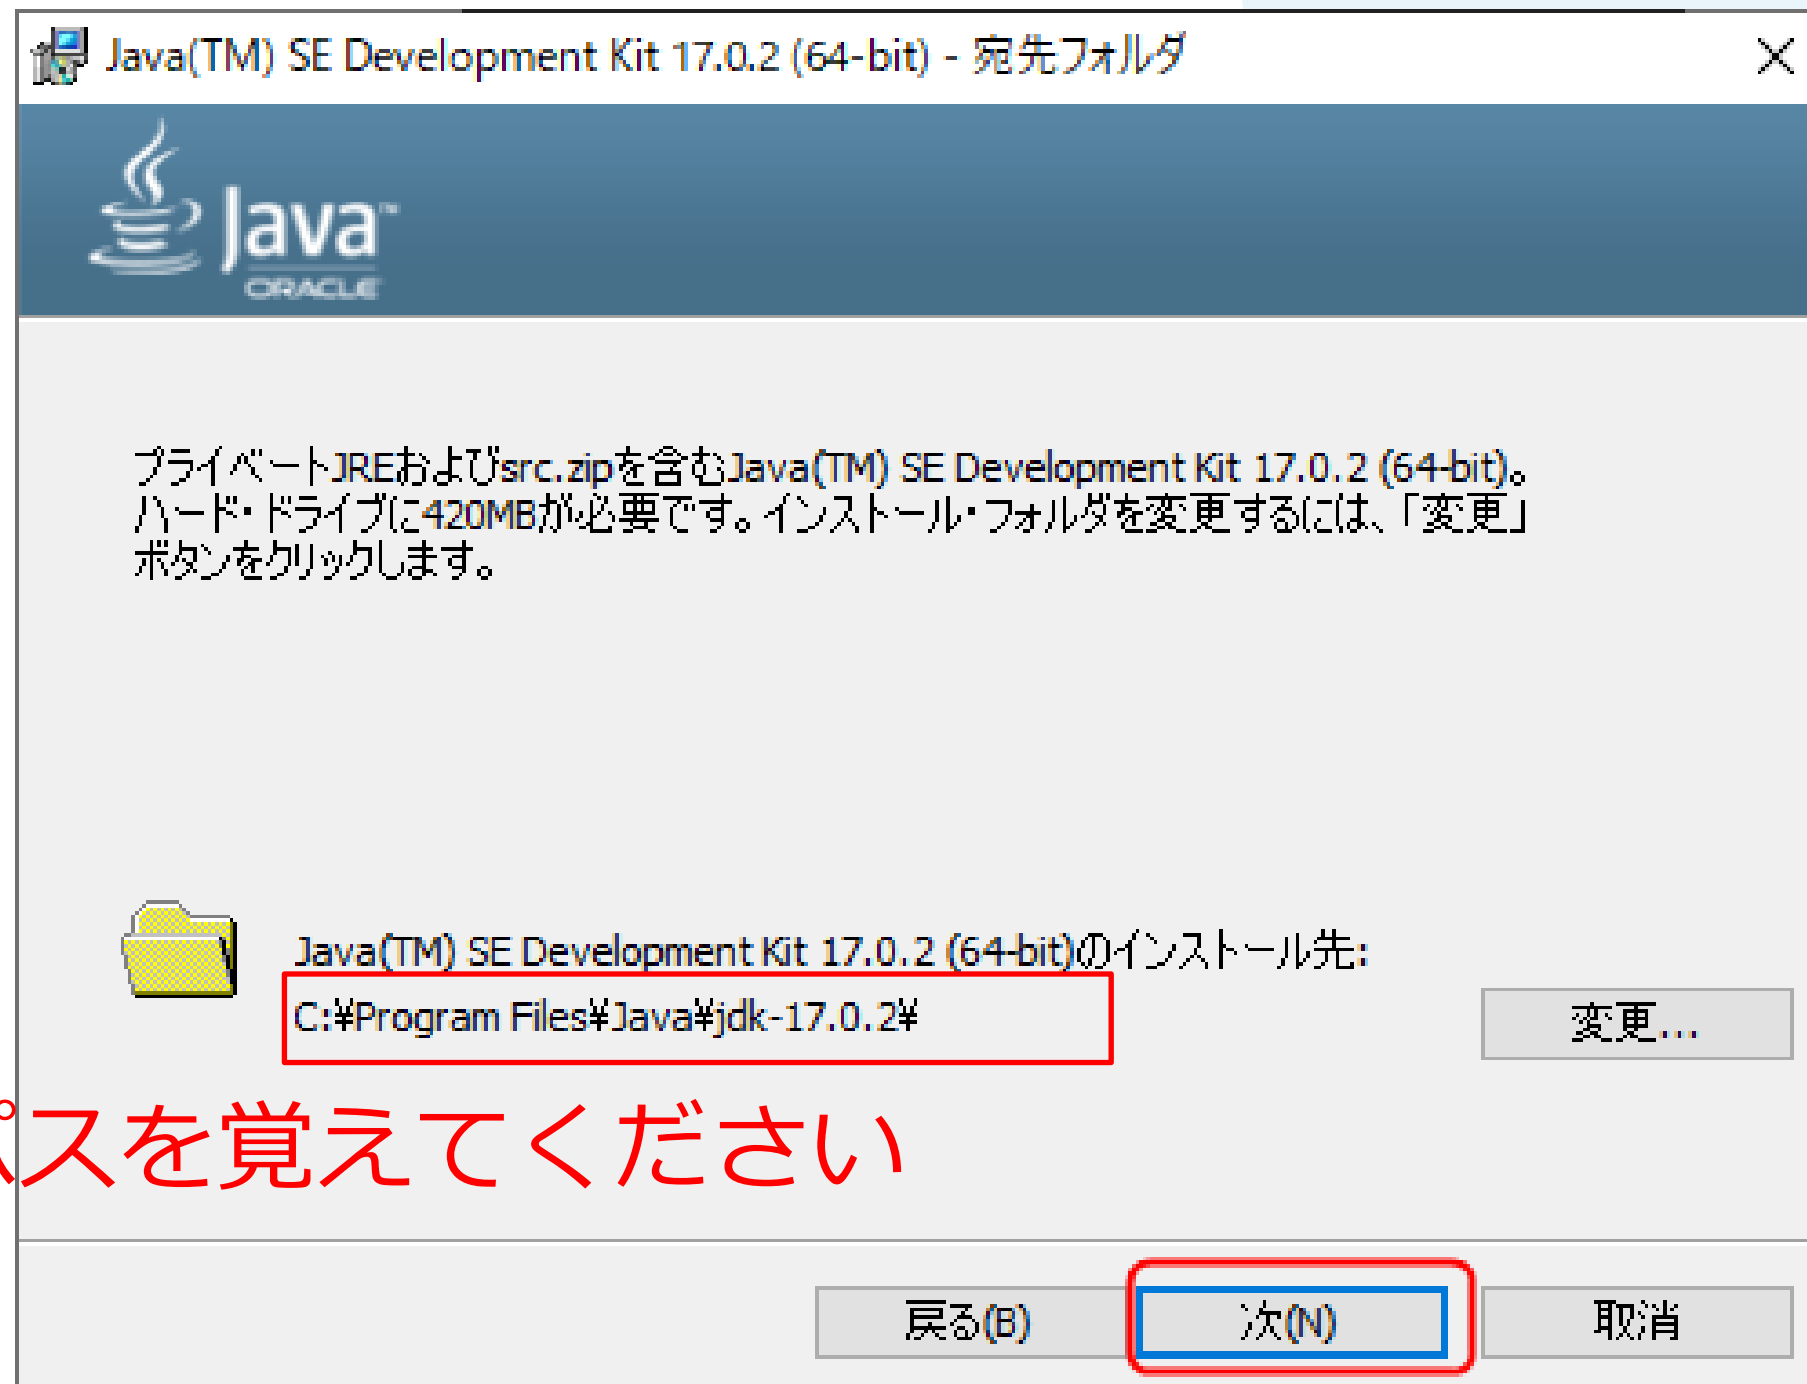 Java(TM) SE Development Kit 17.0.2 (64-bit) - 宛先フォルダ
Java™
ORACLE
プライベートJREおよびsrc.zipを含むJava(TM) SE Development Kit 17.0.2 (64-bit)。
ハード・ドライブに420MBが必要です。インストール・フォルダを変更するには、「変更」
ボタンをクリックします。
Java(TM) SE Development Kit 17.0.2 (64-bit)のインストール先:
C:¥Program Files¥Java¥jdk-17.0.2¥
変更...
パスを覚えてください
戻る(B)
次(N)
取消